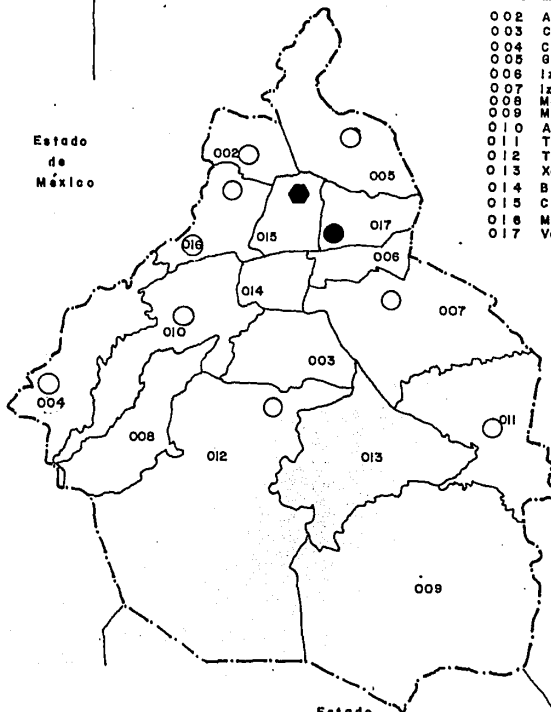 002 A
003 C
004 C
005 G
006 Iz
007 Ix
008 M
009 M
010 A
011 T
012 T
013 X
014 B
015 C
016 M
017 V
Estado
de
México
002
005
015
017
016
006
014
007
010
003
004
008
011
012
013
009
Estado